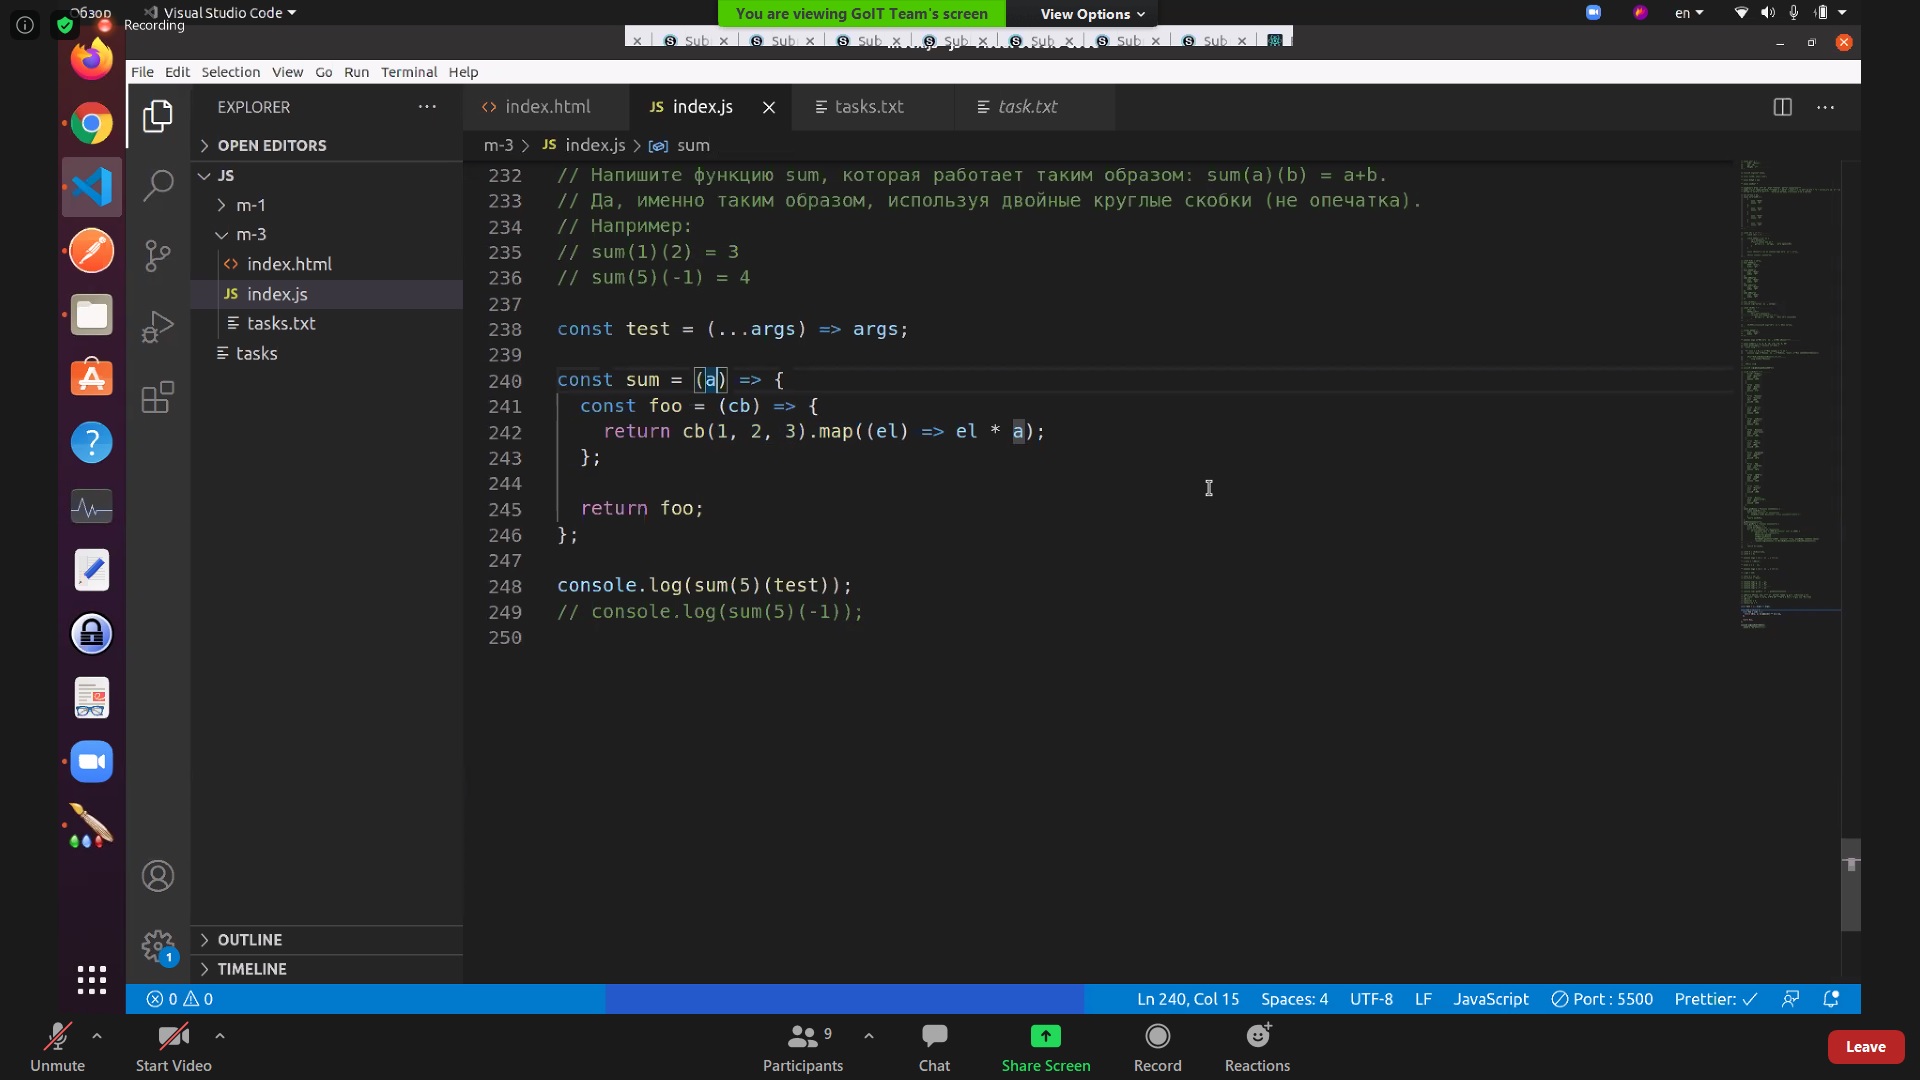 Обзор
Visual Studio Code
Recording
You are viewing GoIT Team's screen
View Options
en
Sub
Sub
Sub
Sub
Sub
Sub
Sub
File Edit Selection View Go Run Terminal Help
EXPLORER
OPEN EDITORS
JS
m-1
m-3
index.html
JS index.js
tasks.txt
tasks
OUTLINE
TIMELINE
1
index.html
JS index.js
tasks.txt
task.txt
m-3 > JS index.js > sum
232 // Напишите функцию sum, которая работает таким образом: sum(a)(b) = a+b.
233 // Да, именно таким образом, используя двойные круглые скобки (не опечатка).
234 // Например:
235 // sum(1)(2) = 3
236 // sum(5)(-1) = 4
237
238 const test = (...args) => args;
239
240 const sum = (a) => {
241 const foo = (cb) => {
242 return cb(1, 2, 3).map((el) => el * a);
243 };
244
245 return foo;
246 };
247
248 console.log(sum(5)(test));
249 // console.log(sum(5)(-1));
250
0 0
Ln 240, Col 15 Spaces: 4 UTF-8 LF JavaScript Port : 5500 Prettier: ✓
Unmute
Start Video
Participants 9
Chat
Share Screen
Record
Reactions
Leave